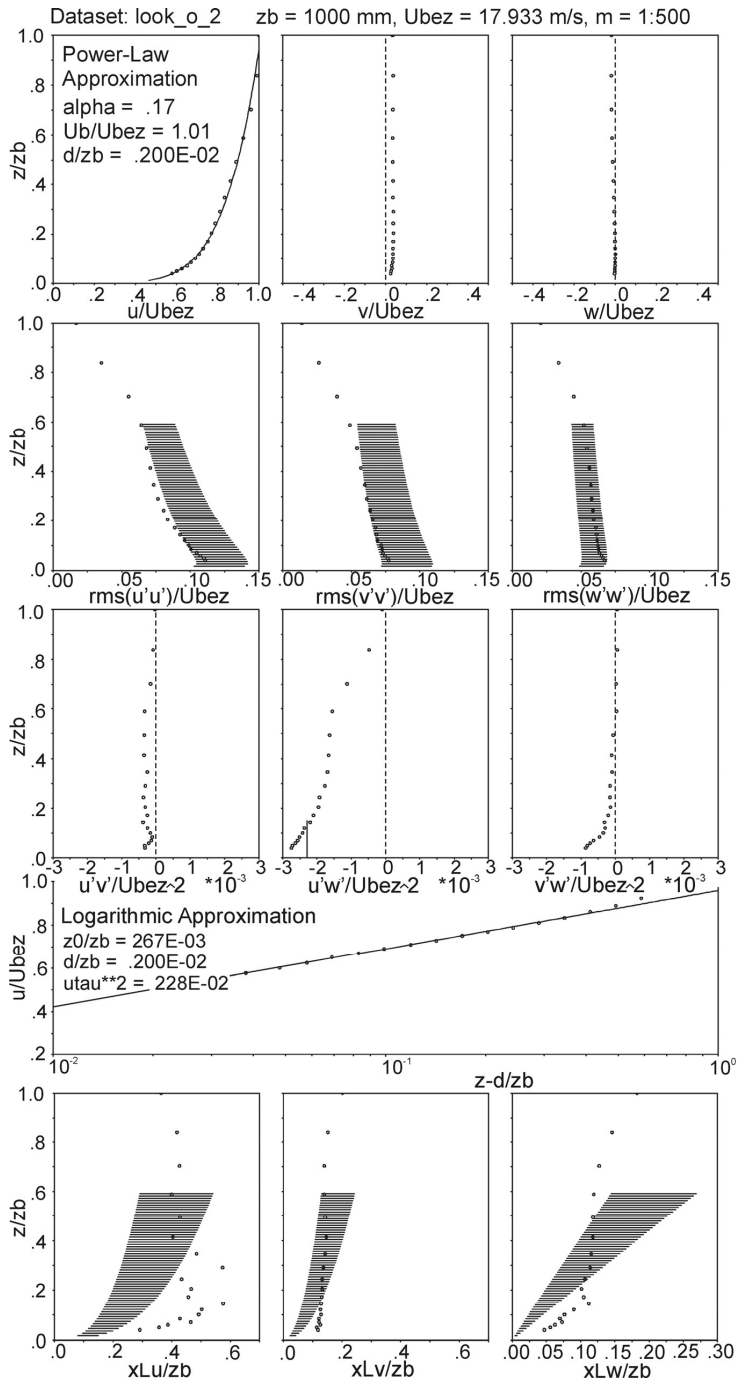 Dataset: look_o_2 zb = 1000 mm, Ubez = 17.933 m/s, m = 1:500
1.0
.8
.6
.4
.2
.0
z/zb
Power-Law
Approximation
alpha = .17
Ub/Ubez = 1.01
d/zb = .200E-02
.0 .2 .4 .6 .8 1.0
u/Ubez
-.4 -.2 .0 .2 .4
v/Ubez
-.4 -.2 .0 .2 .4
w/Ubez
1.0
.8
.6
.4
.2
.0
z/zb
.00 .05 .10 .15
rms(u'u')/Ubez
.00 .05 .10 .15
rms(v'v')/Ubez
.00 .05 .10 .15
rms(w'w')/Ubez
1.0
.8
.6
.4
.2
.0
z/zb
-3 -2 -1 0 1 2 3
u'v'/Ubez~2 *10⁻³
-3 -2 -1 0 1 2 3
u'w'/Ubez~2 *10⁻³
-3 -2 -1 0 1 2 3
v'w'/Ubez~2 *10⁻³
1.0
.8
.6
.4
.2
u/Ubez
Logarithmic Approximation
z0/zb = 267E-03
d/zb = .200E-02
utau**2 = 228E-02
10⁻² 10⁻¹ 10⁰
z-d/zb
1.0
.8
.6
.4
.2
.0
z/zb
.0 .2 .4 .6
xLu/zb
.0 .2 .4 .6
xLv/zb
.00 .05 .10 .15 .20 .25 .30
xLw/zb